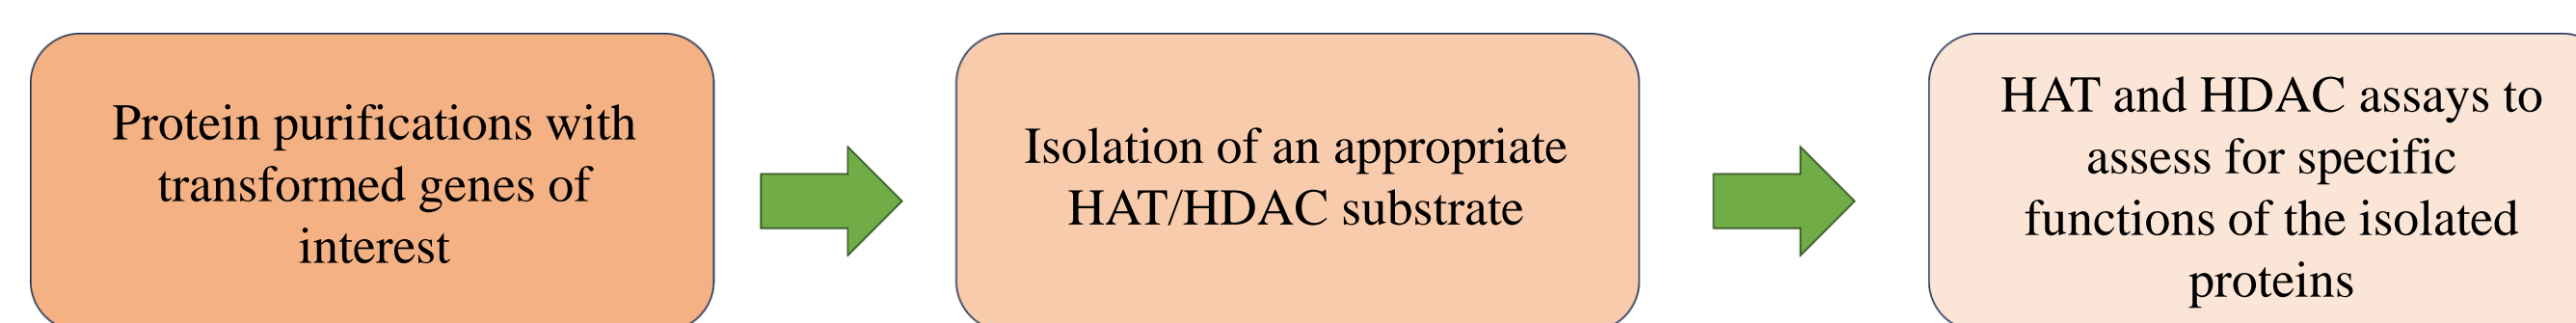 Protein purifications with
transformed genes of
interest
Isolation of an appropriate
HAT/HDAC substrate
HAT and HDAC assays to
assess for specific
functions of the isolated
proteins